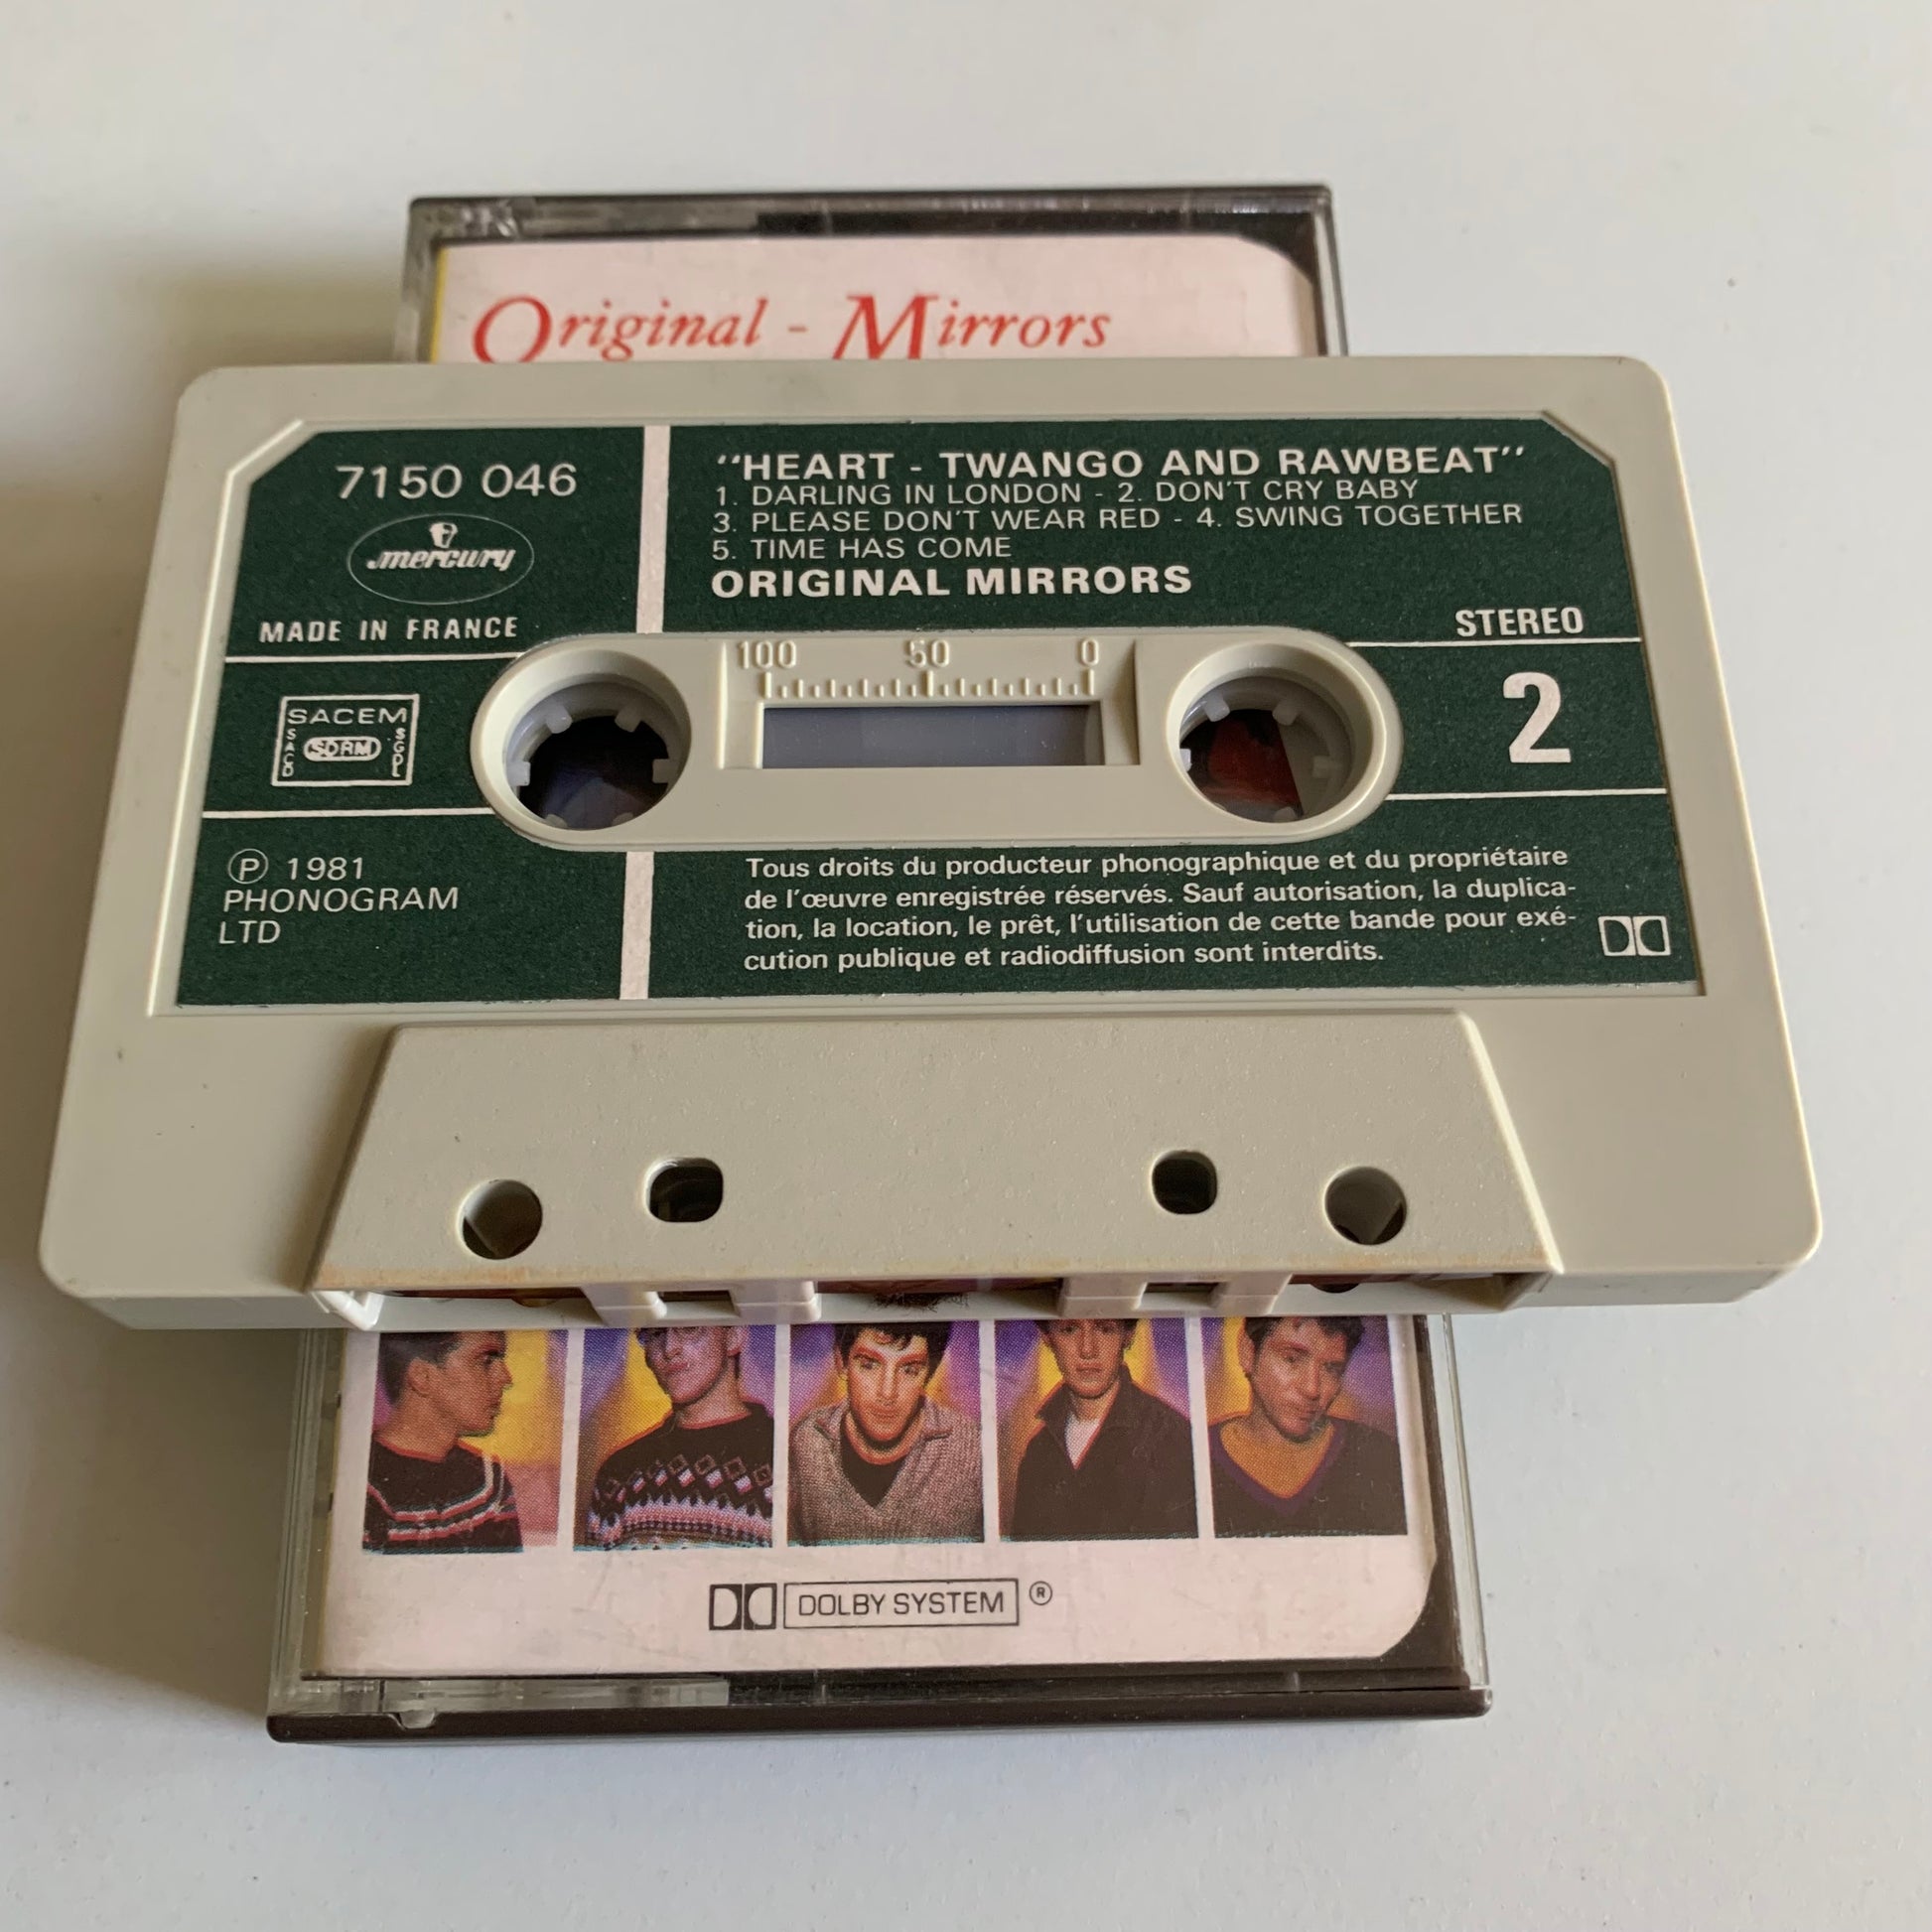 Original - Mirrors
7150 046
mercury
MADE IN FRANCE
"HEART - TWANGO AND RAWBEAT"
1. DARLING IN LONDON - 2. DON'T CRY BABY
3. PLEASE DON'T WEAR RED - 4. SWING TOGETHER
5. TIME HAS COME
ORIGINAL MIRRORS
STEREO
100 50 0
2
SACEM
SACD SDRM SGDL
Ⓟ 1981
PHONOGRAM
LTD
Tous droits du producteur phonographique et du propriétaire
de l'œuvre enregistrée réservés. Sauf autorisation, la duplica-
tion, la location, le prêt, l'utilisation de cette bande pour exé-
cution publique et radiodiffusion sont interdits.
DOLBY SYSTEM ®